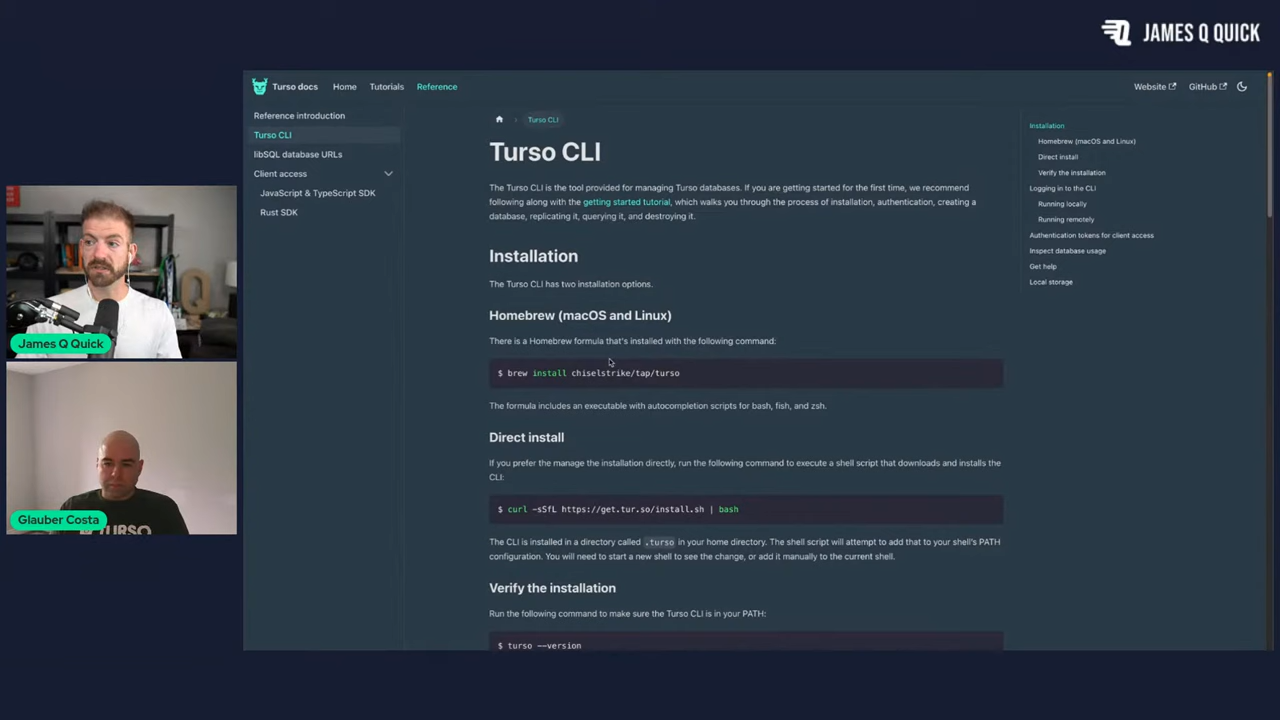 JAMES Q QUICK
Turso docs Home Tutorials Reference Website GitHub
Reference introduction
Turso CLI
libSQL database URLs
Client access
JavaScript & TypeScript SDK
Rust SDK
Turso CLI
Turso CLI
The Turso CLI is the tool provided for managing Turso databases. If you are getting started for the first time, we recommend
following along with the getting started tutorial, which walks you through the process of installation, authentication, creating a
database, replicating it, querying it, and destroying it.
Installation
The Turso CLI has two installation options.
Homebrew (macOS and Linux)
There is a Homebrew formula that's installed with the following command:
$ brew install chiselstrike/tap/turso
The formula includes an executable with autocompletion scripts for bash, fish, and zsh.
Direct install
If you prefer the manage the installation directly, run the following command to execute a shell script that downloads and installs the
CLI:
$ curl -sSfL https://get.tur.so/install.sh | bash
The CLI is installed in a directory called .turso in your home directory. The shell script will attempt to add that to your shell's PATH
configuration. You will need to start a new shell to see the change, or add it manually to the current shell.
Verify the installation
Run the following command to make sure the Turso CLI is in your PATH:
$ turso --version
Installation
Homebrew (macOS and Linux)
Direct install
Verify the installation
Logging in to the CLI
Running locally
Running remotely
Authentication tokens for client access
Inspect database usage
Get help
Local storage
James Q Quick
TURSO
Glauber Costa